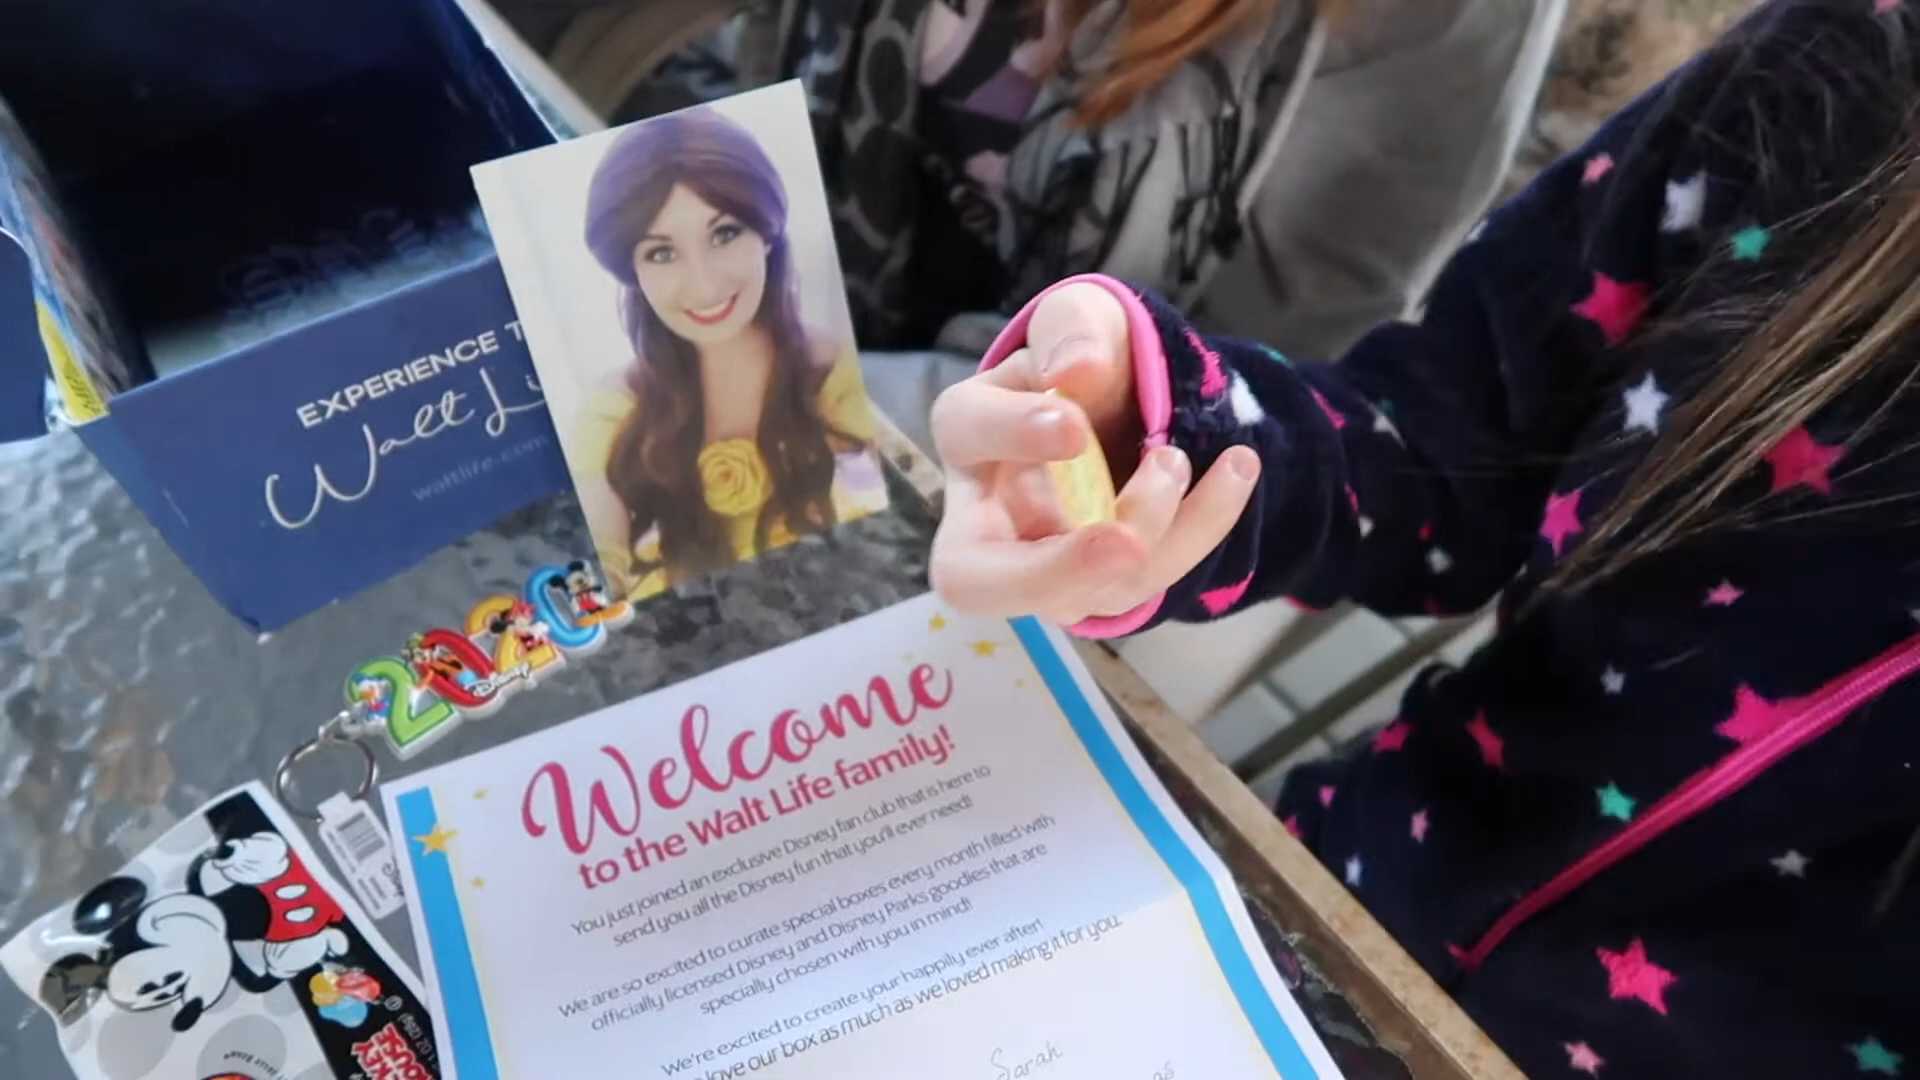 EXPERIENCE
Walt
waltlife.com
2020
Disney
Welcome
to the Walt Life family!
You just joined an exclusive Disney fan club that is here to
send you all the Disney fun that you'll ever need!
We are so excited to curate special boxes every month filled with
officially licensed Disney and Disney Parks goodies that are
specially chosen with you in mind!
We're excited to create your happily ever after!
love our box as much as we loved making it for you.
Sarah